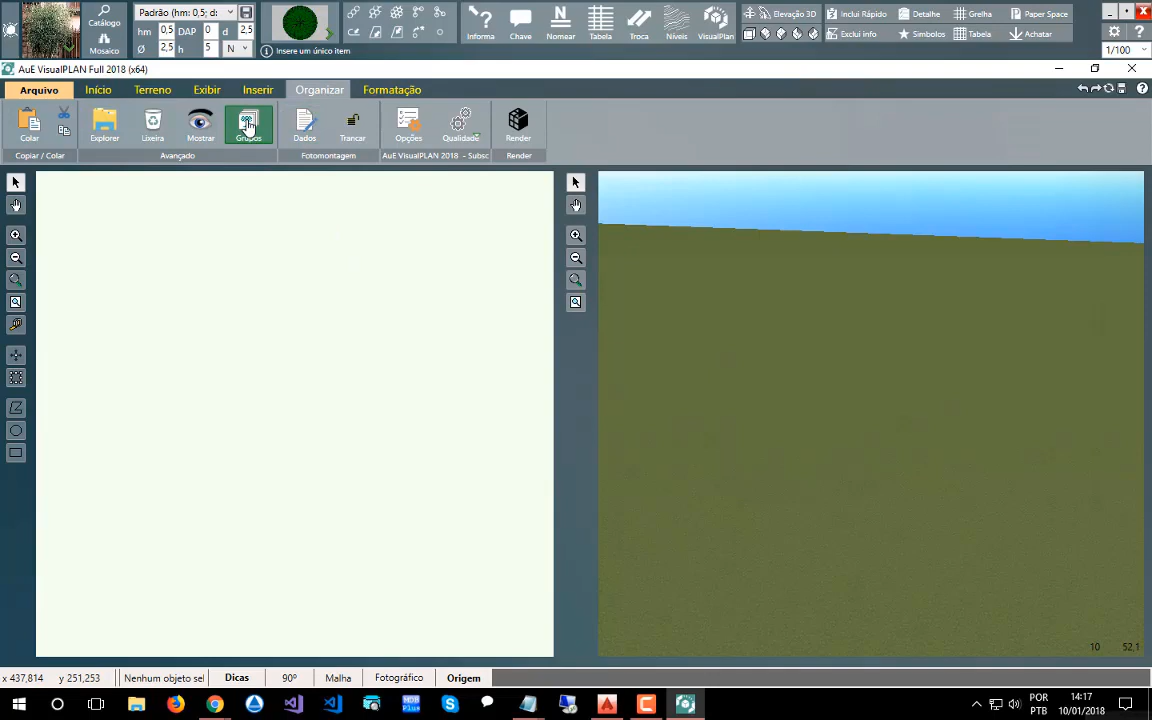 Catálogo
Mosaico
Padrão (hm: 0,5; d:
hm 0,5 DAP 0 d 2,5
Ø 2,5 h 5 N
Insere um único item
Informa
Chave
Nomear
Tabela
Troca
Níveis
VisualPlan
Elevação 3D
Inclui Rápido
Detalhe
Grelha
Paper Space
Exclui info
Símbolos
Tabela
Achatar
1/100
AuE VisualPLAN Full 2018 (x64)
Arquivo
Início
Terreno
Exibir
Inserir
Organizar
Formatação
Colar
Explorer
Lixeira
Mostrar
Grupos
Dados
Trancar
Opções
Qualidade
Render
Copiar / Colar
Avançado
Fotomontagem
AuE VisualPLAN 2018 - Subsc
Render
10 52,1
x 437,814 y 251,253
Nenhum objeto sel
Dicas
90º
Malha
Fotográfico
Origem
POR
PTB
14:17
10/01/2018